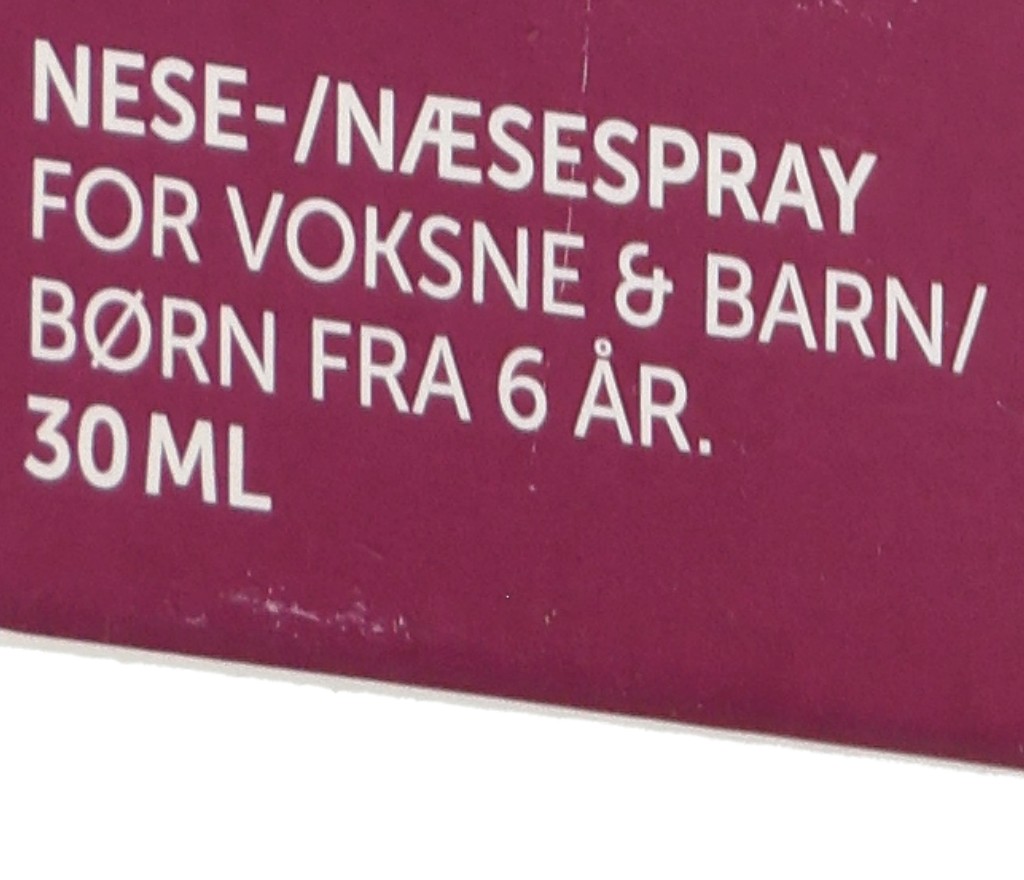 NESE-/NÆSESPRAY
FOR VOKSNE & BARN/
BØRN FRA 6 ÅR.
30 ML